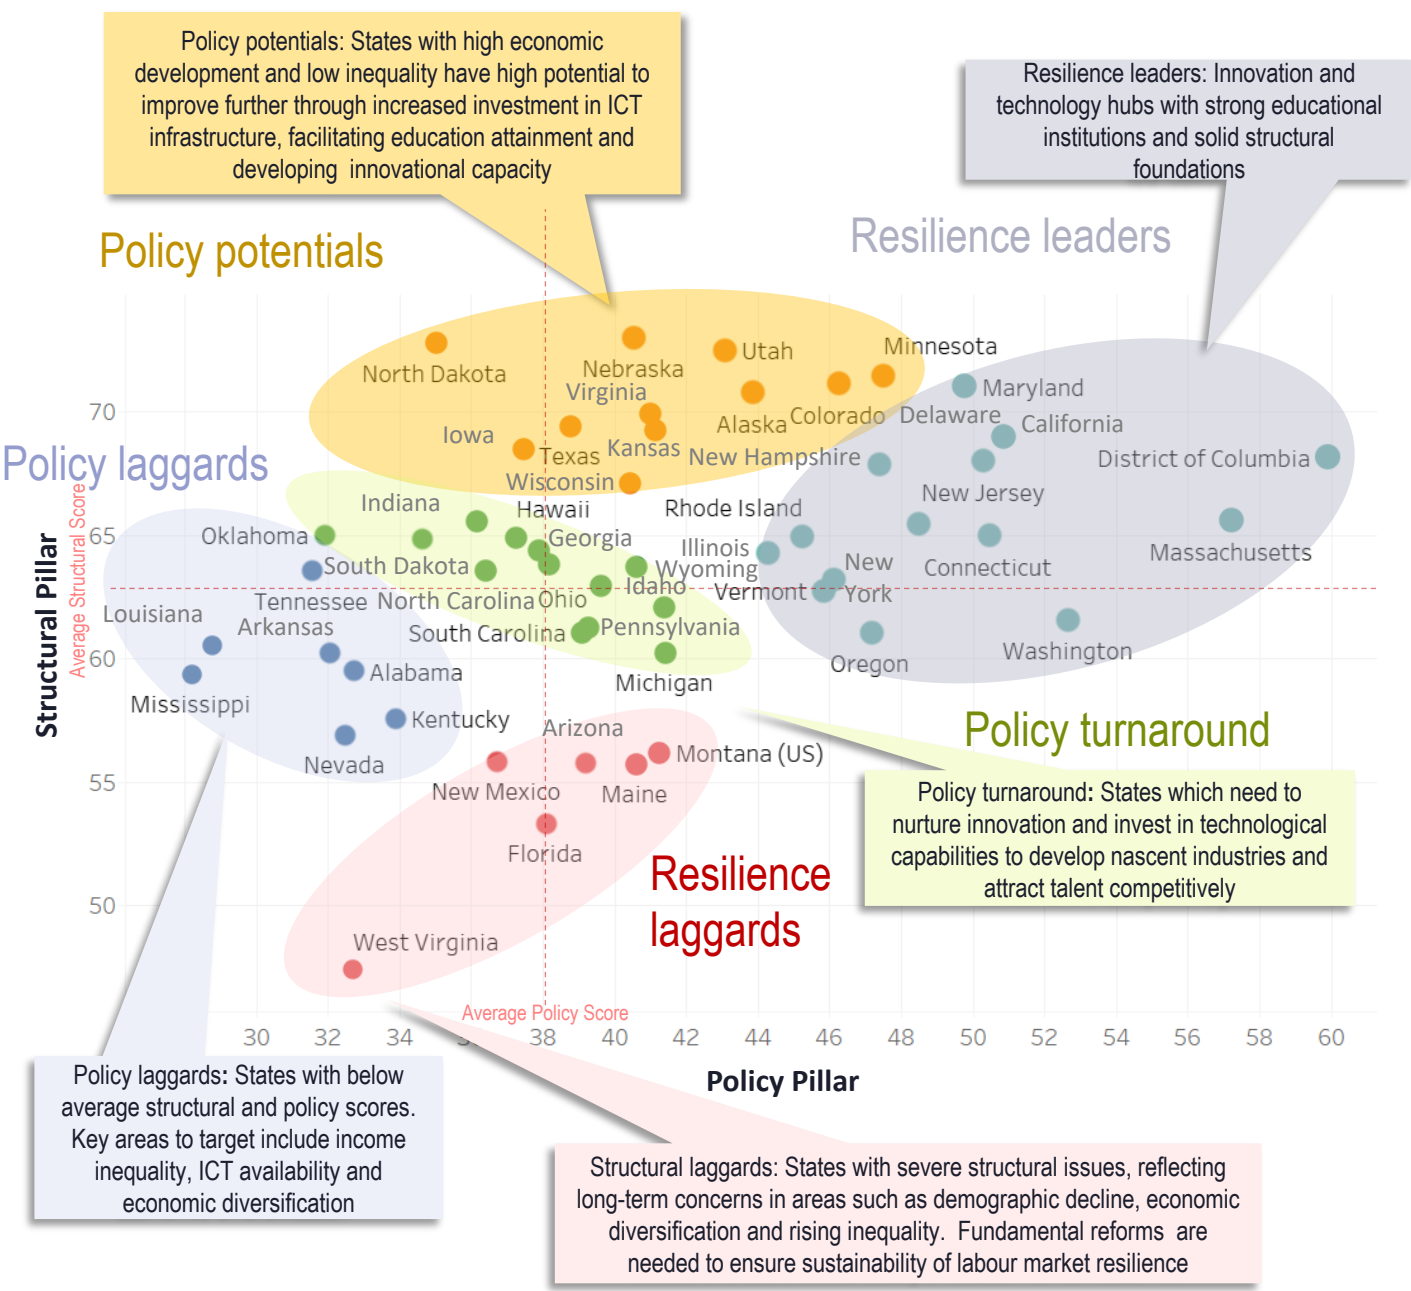 Policy potentials: States with high economic
development and low inequality have high potential to
improve further through increased investment in ICT
infrastructure, facilitating education attainment and
developing innovational capacity
Resilience leaders: Innovation and
technology hubs with strong educational
institutions and solid structural
foundations
Policy potentials
Resilience leaders
Policy laggards
Structural Pillar
Average Structural Score
70
65
60
55
50
North Dakota
Nebraska
Utah
Minnesota
Virginia
Alaska
Colorado
Iowa
Texas
Kansas
Wisconsin
Maryland
Delaware
California
New Hampshire
District of Columbia
New Jersey
Rhode Island
Illinois
Massachusetts
Connecticut
New
York
Vermont
Oregon
Washington
Indiana
Hawaii
Oklahoma
Georgia
South Dakota
Wyoming
Idaho
Tennessee
North Carolina
Ohio
Louisiana
Arkansas
South Carolina
Pennsylvania
Alabama
Michigan
Mississippi
Kentucky
Nevada
Arizona
Montana (US)
New Mexico
Maine
Florida
West Virginia
Policy turnaround
Policy turnaround: States which need to
nurture innovation and invest in technological
capabilities to develop nascent industries and
attract talent competitively
Resilience
laggards
Average Policy Score
30
32
34
38
40
42
44
46
48
50
52
54
56
58
60
Policy Pillar
Policy laggards: States with below
average structural and policy scores.
Key areas to target include income
inequality, ICT availability and
economic diversification
Structural laggards: States with severe structural issues, reflecting
long-term concerns in areas such as demographic decline, economic
diversification and rising inequality. Fundamental reforms are
needed to ensure sustainability of labour market resilience